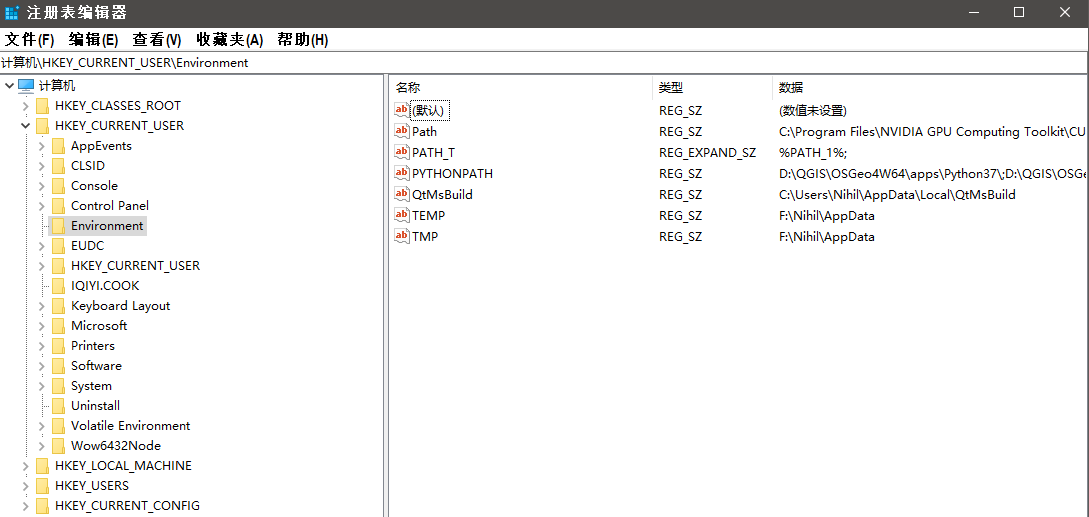 注册表编辑器
文件(F) 编辑(E) 查看(V) 收藏夹(A) 帮助(H)
计算机\HKEY_CURRENT_USER\Environment
计算机
HKEY_CLASSES_ROOT
HKEY_CURRENT_USER
AppEvents
CLSID
Console
Control Panel
Environment
EUDC
HKEY_CURRENT_USER
IQIYI.COOK
Keyboard Layout
Microsoft
Printers
Software
System
Uninstall
Volatile Environment
Wow6432Node
HKEY_LOCAL_MACHINE
HKEY_USERS
HKEY_CURRENT_CONFIG
名称 类型 数据
(默认) REG_SZ (数值未设置)
Path REG_SZ C:\Program Files\NVIDIA GPU Computing Toolkit\CU
PATH_T REG_EXPAND_SZ %PATH_1%;
PYTHONPATH REG_SZ D:\QGIS\OSGeo4W64\apps\Python37\;D:\QGIS\OSGe
QtMsBuild REG_SZ C:\Users\Nihil\AppData\Local\QtMsBuild
TEMP REG_SZ F:\Nihil\AppData
TMP REG_SZ F:\Nihil\AppData